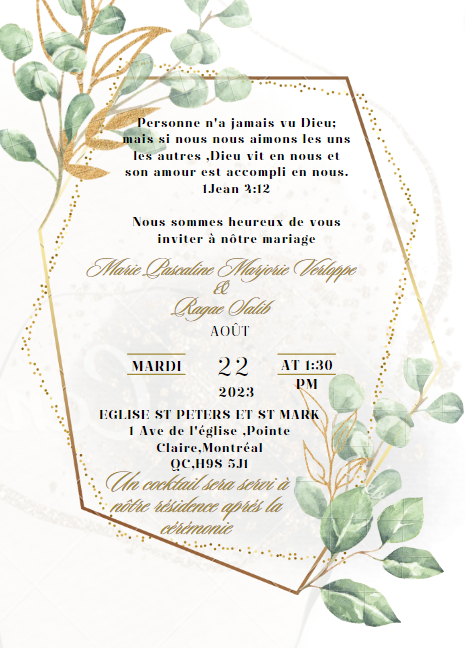 Personne n'a jamais vu Dieu;
mais si nous nous aimons les uns
les autres ,Dieu vit en nous et
son amour est accompli en nous.
1Jean 4:12
Nous sommes heureux de vous
inviter à nôtre mariage
Marie Pascaline Marjorie Verloppe
&
Ragae Salib
AOÛT
MARDI
22
AT 1:30
PM
2023
EGLISE ST PETERS ET ST MARK
1 Ave de l'église ,Pointe
Claire,Montréal
QC,H9S 5J1
Un cocktail sera servi à
nôtre résidence après la
cérémonie